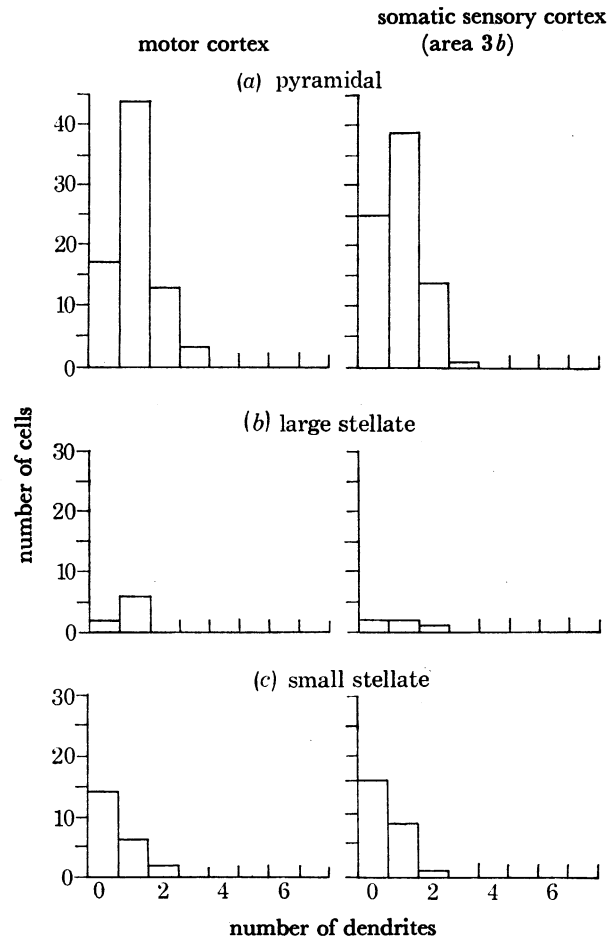 somatic sensory cortex
motor cortex (area 3b)
(a) pyramidal
40
30
20
10
0
(b) large stellate
number of cells
30
20
10
0
(c) small stellate
30
20
10
0
0 2 4 6 0 2 4 6
number of dendrites